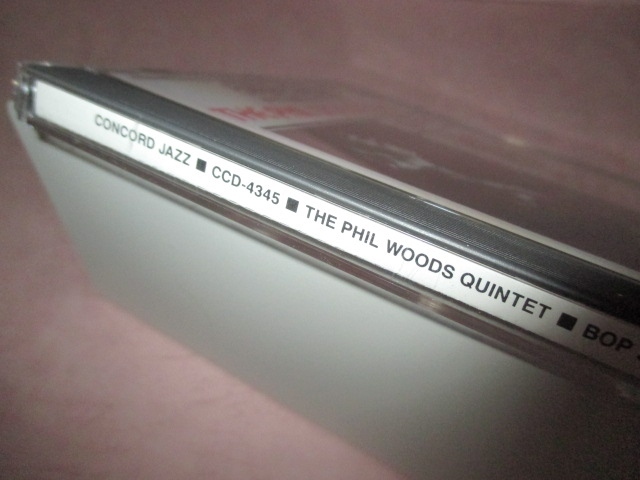 CONCORD JAZZ ■ CCD-4345 ■ THE PHIL WOODS QUINTET ■ BOP